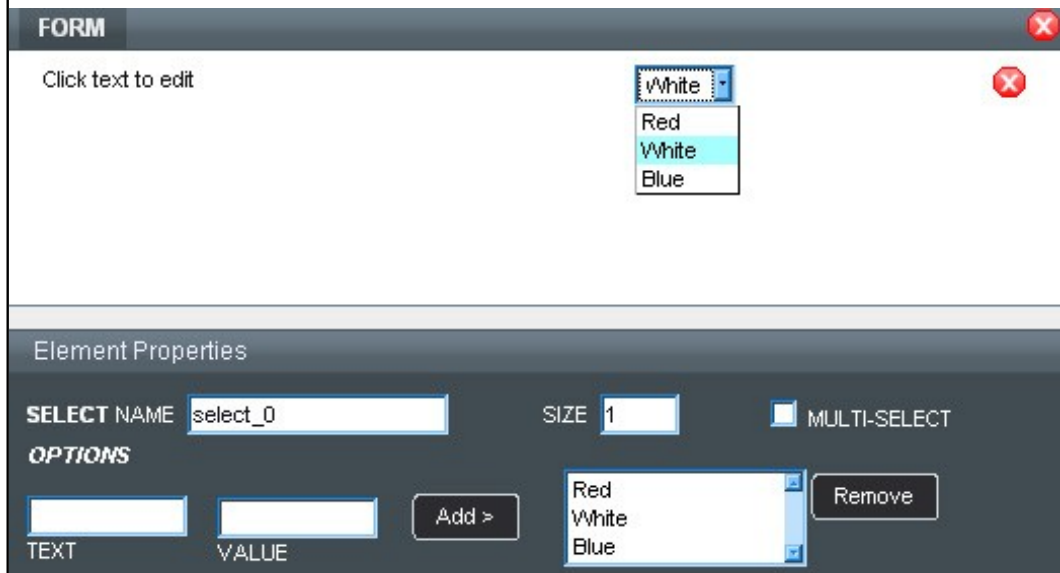 FORM
Click text to edit
White
Red
White
Blue
Element Properties
SELECT NAME select_0 SIZE 1 MULTI-SELECT
OPTIONS
Add >
Red
White
Blue
Remove
TEXT VALUE